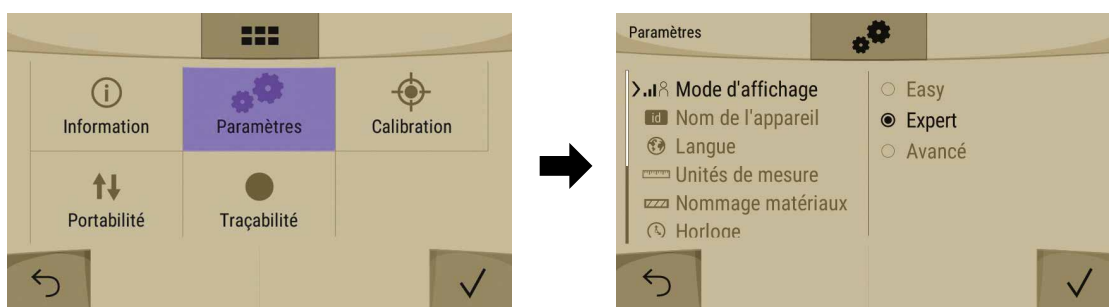 Information
Paramètres
Calibration
Portabilité
Traçabilité
Paramètres
Mode d'affichage
id Nom de l'appareil
Langue
Unités de mesure
Nommage matériaux
Horloge
Easy
Expert
Avancé